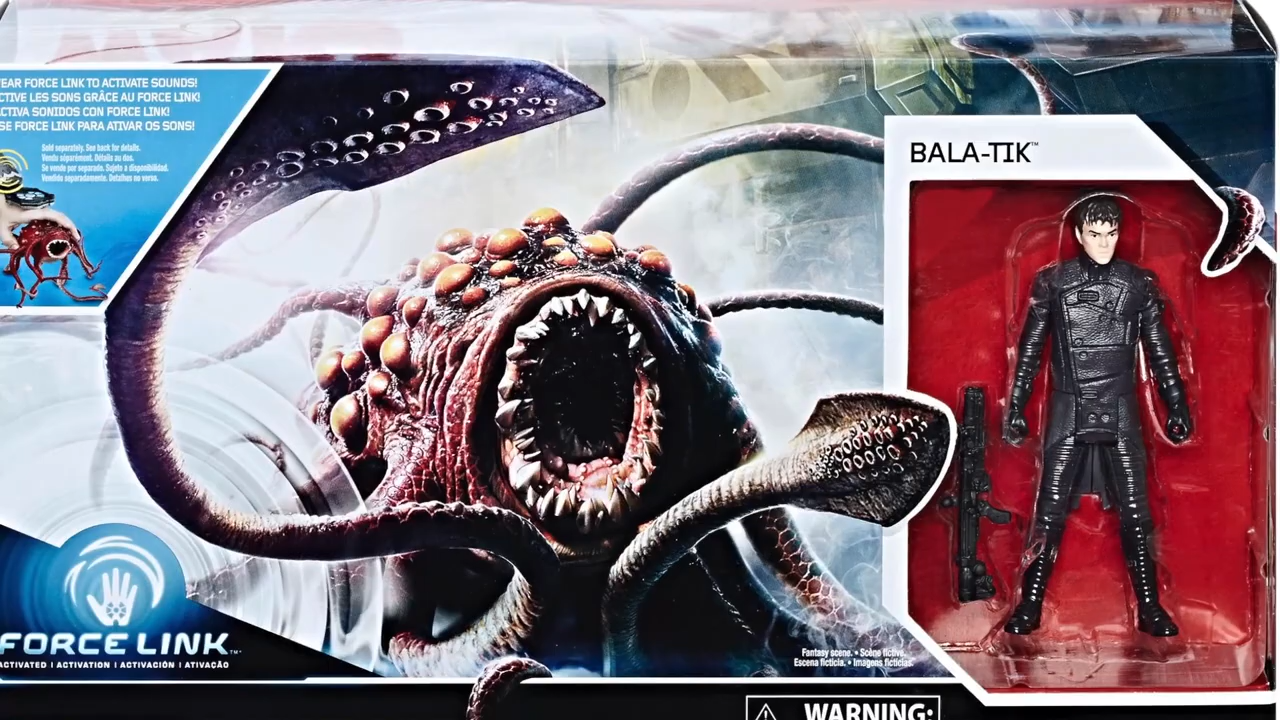 EAR FORCE LINK TO ACTIVATE SOUNDS!
CTIVE LES SONS GRÂCE AU FORCE LINK!
CTIVA SONIDOS CON FORCE LINK!
SE FORCE LINK PARA ATIVAR OS SONS!
Sold separately. See back for details.
Vendu séparément. Détails au dos.
Se vende por separado. Sujeto a disponibilidad.
Vendido separadamente. Detalhes no verso.
BALA-TIK™
FORCE LINK™
ACTIVATED | ACTIVATION | ACTIVACIÓN | ATIVAÇÃO
Fantasy scene. • Scène fictive.
Escena ficticia. • Imagens fictícias.
WARNING: